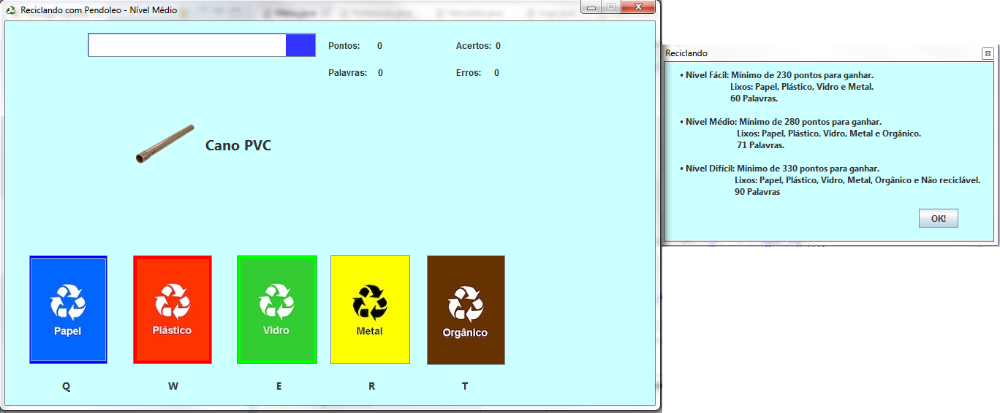 Reciclando com Pendoleo - Nível Médio
Pontos: 0 Acertos: 0
Palavras: 0 Erros: 0
Cano PVC
Papel Plástico Vidro Metal Orgânico
Q W E R T
Reciclando
• Nível Fácil: Mínimo de 230 pontos para ganhar.
Lixos: Papel, Plástico, Vidro e Metal.
60 Palavras.
• Nível Médio: Mínimo de 280 pontos para ganhar.
Lixos: Papel, Plástico, Vidro, Metal e Orgânico.
71 Palavras.
• Nível Difícil: Mínimo de 330 pontos para ganhar.
Lixos: Papel, Plástico, Vidro, Metal, Orgânico e Não reciclável.
90 Palavras
OK!